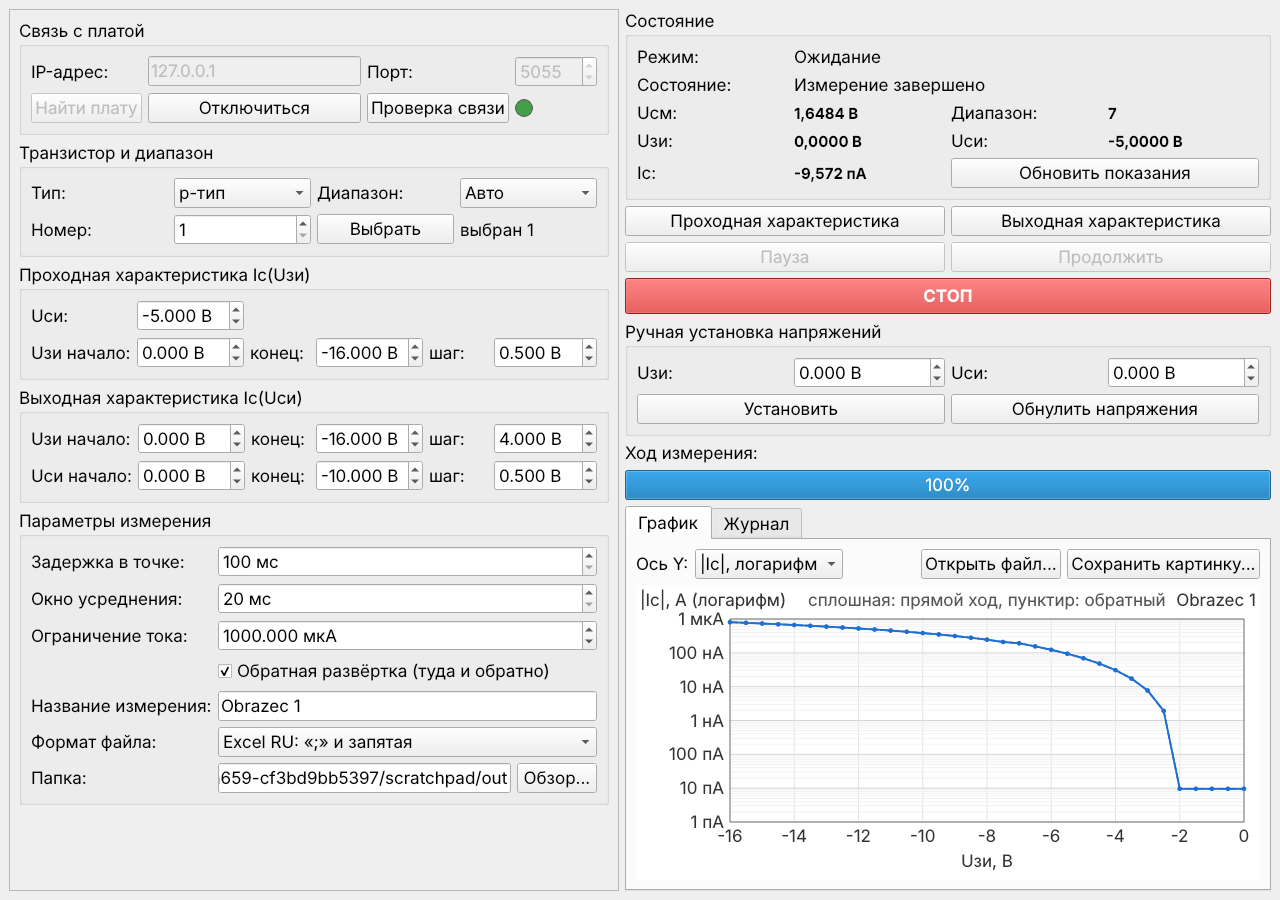 Связь с платой
IP-адрес: 127.0.0.1 Порт: 5055
Найти плату Отключиться Проверка связи
Транзистор и диапазон
Тип: p-тип Диапазон: Авто
Номер: 1 Выбрать выбран 1
Проходная характеристика Iс(Uзи)
Uси: -5.000 В
Uзи начало: 0.000 В конец: -16.000 В шаг: 0.500 В
Выходная характеристика Iс(Uси)
Uзи начало: 0.000 В конец: -16.000 В шаг: 4.000 В
Uси начало: 0.000 В конец: -10.000 В шаг: 0.500 В
Параметры измерения
Задержка в точке: 100 мс
Окно усреднения: 20 мс
Ограничение тока: 1000.000 мкА
Обратная развёртка (туда и обратно)
Название измерения: Obrazec 1
Формат файла: Excel RU: «;» и запятая
Папка: 659-cf3bd9bb5397/scratchpad/out Обзор...
Состояние
Режим: Ожидание
Состояние: Измерение завершено
Uсм: 1,6484 В Диапазон: 7
Uзи: 0,0000 В Uси: -5,0000 В
Iс: -9,572 пА Обновить показания
Проходная характеристика Выходная характеристика
Пауза Продолжить
СТОП
Ручная установка напряжений
Uзи: 0.000 В Uси: 0.000 В
Установить Обнулить напряжения
Ход измерения:
100%
График Журнал
Ось Y: |Ic|, логарифм Открыть файл... Сохранить картинку...
|Ic|, А (логарифм) сплошная: прямой ход, пунктир: обратный Obrazec 1
1 мкА
100 нА
10 нА
1 нА
100 пА
10 пА
1 пА
-16 -14 -12 -10 -8 -6 -4 -2 0
Uзи, В